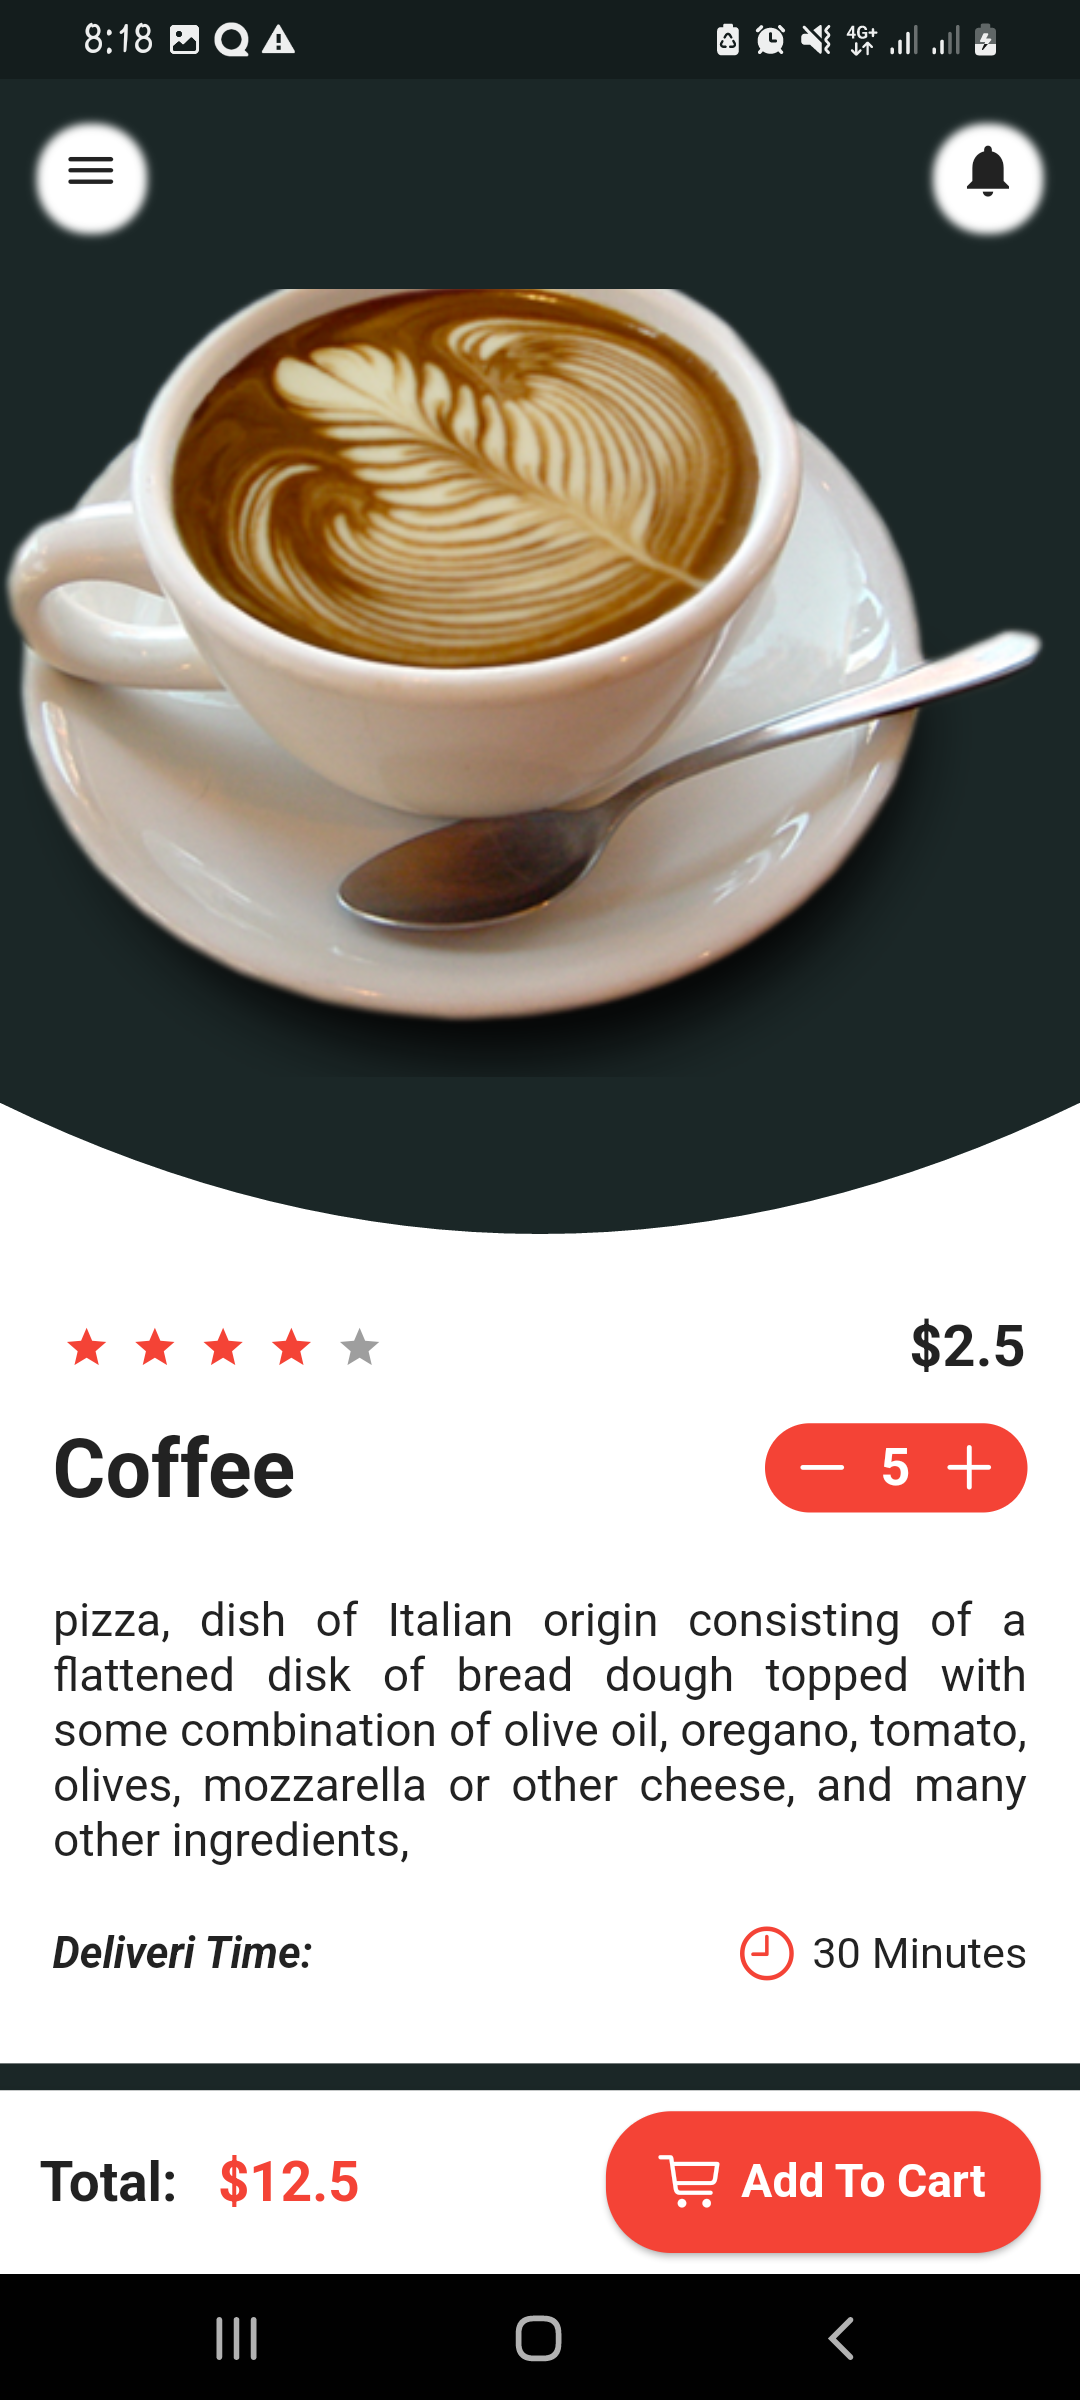 8:18
4G+
$2.5
Coffee
5
pizza, dish of Italian origin consisting of a
flattened disk of bread dough topped with
some combination of olive oil, oregano, tomato,
olives, mozzarella or other cheese, and many
other ingredients,
Deliveri Time: 30 Minutes
Total: $12.5 Add To Cart